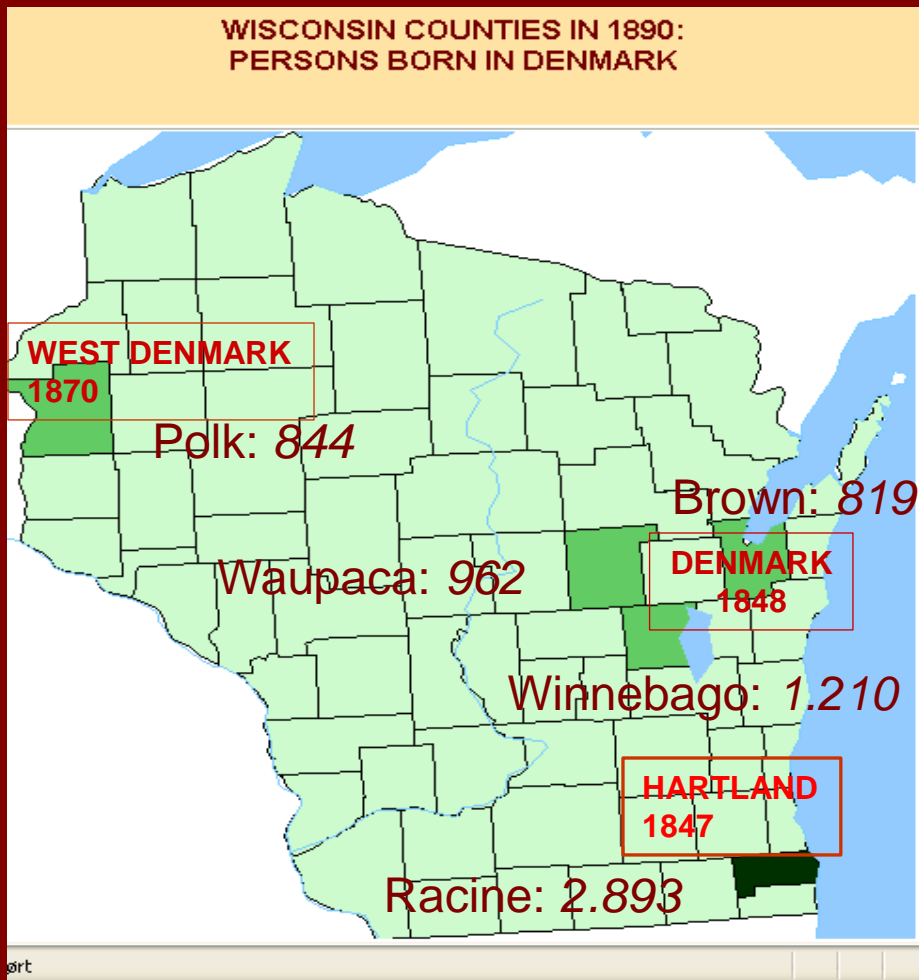 WISCONSIN COUNTIES IN 1890:
PERSONS BORN IN DENMARK
WEST DENMARK
1870
Polk: 844
Brown: 819
DENMARK
1848
Waupaca: 962
Winnebago: 1.210
HARTLAND
1847
Racine: 2.893
ørt